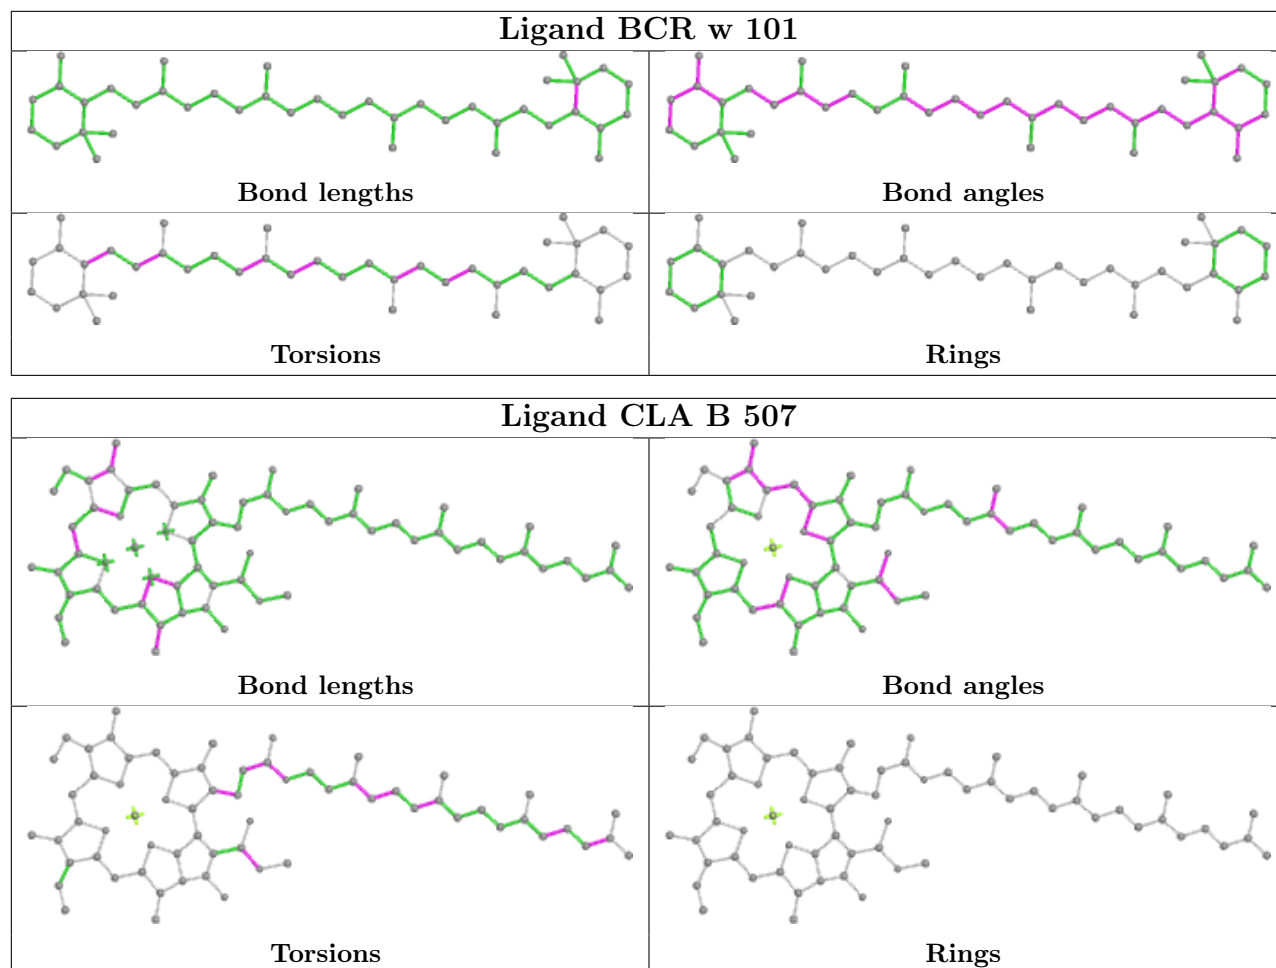 Ligand BCR w 101
Bond lengths
Bond angles
Torsions
Rings
Ligand CLA B 507
Bond lengths
Bond angles
Torsions
Rings